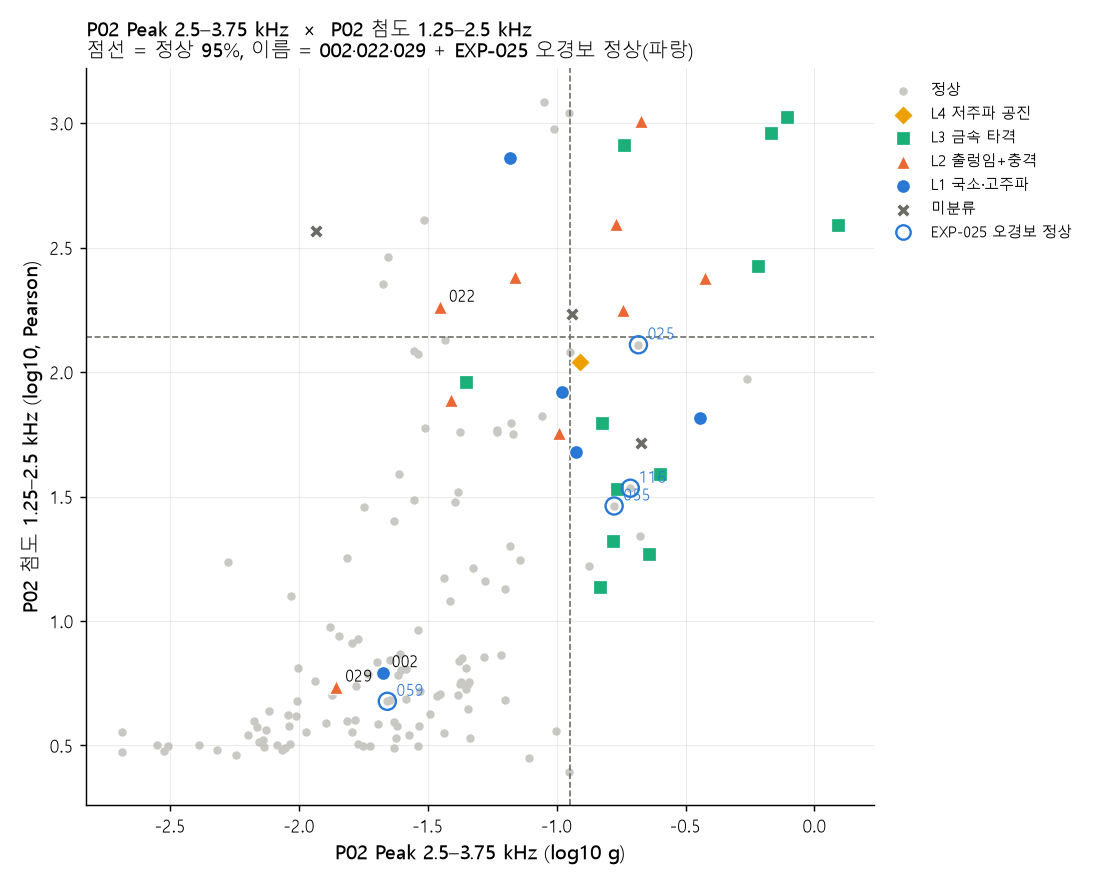 P02 Peak 2.5–3.75 kHz × P02 첨도 1.25–2.5 kHz
점선 = 정상 95%, 이름 = 002·022·029 + EXP-025 오경보 정상(파랑)
정상
L4 저주파 공진
L3 금속 타격
L2 출렁임+충격
L1 국소·고주파
미분류
EXP-025 오경보 정상
P02 첨도 1.25–2.5 kHz (log10, Pearson)
3.0
2.5
2.0
1.5
1.0
0.5
022
025
055
002
029
059
-2.5 -2.0 -1.5 -1.0 -0.5 0.0
P02 Peak 2.5–3.75 kHz (log10 g)